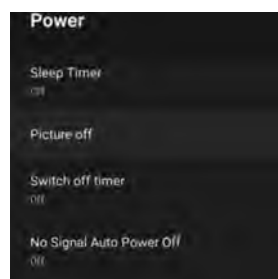 Power
Sleep Timer
Off
Picture off
Switch off timer
Off
No Signal Auto Power Off
Off